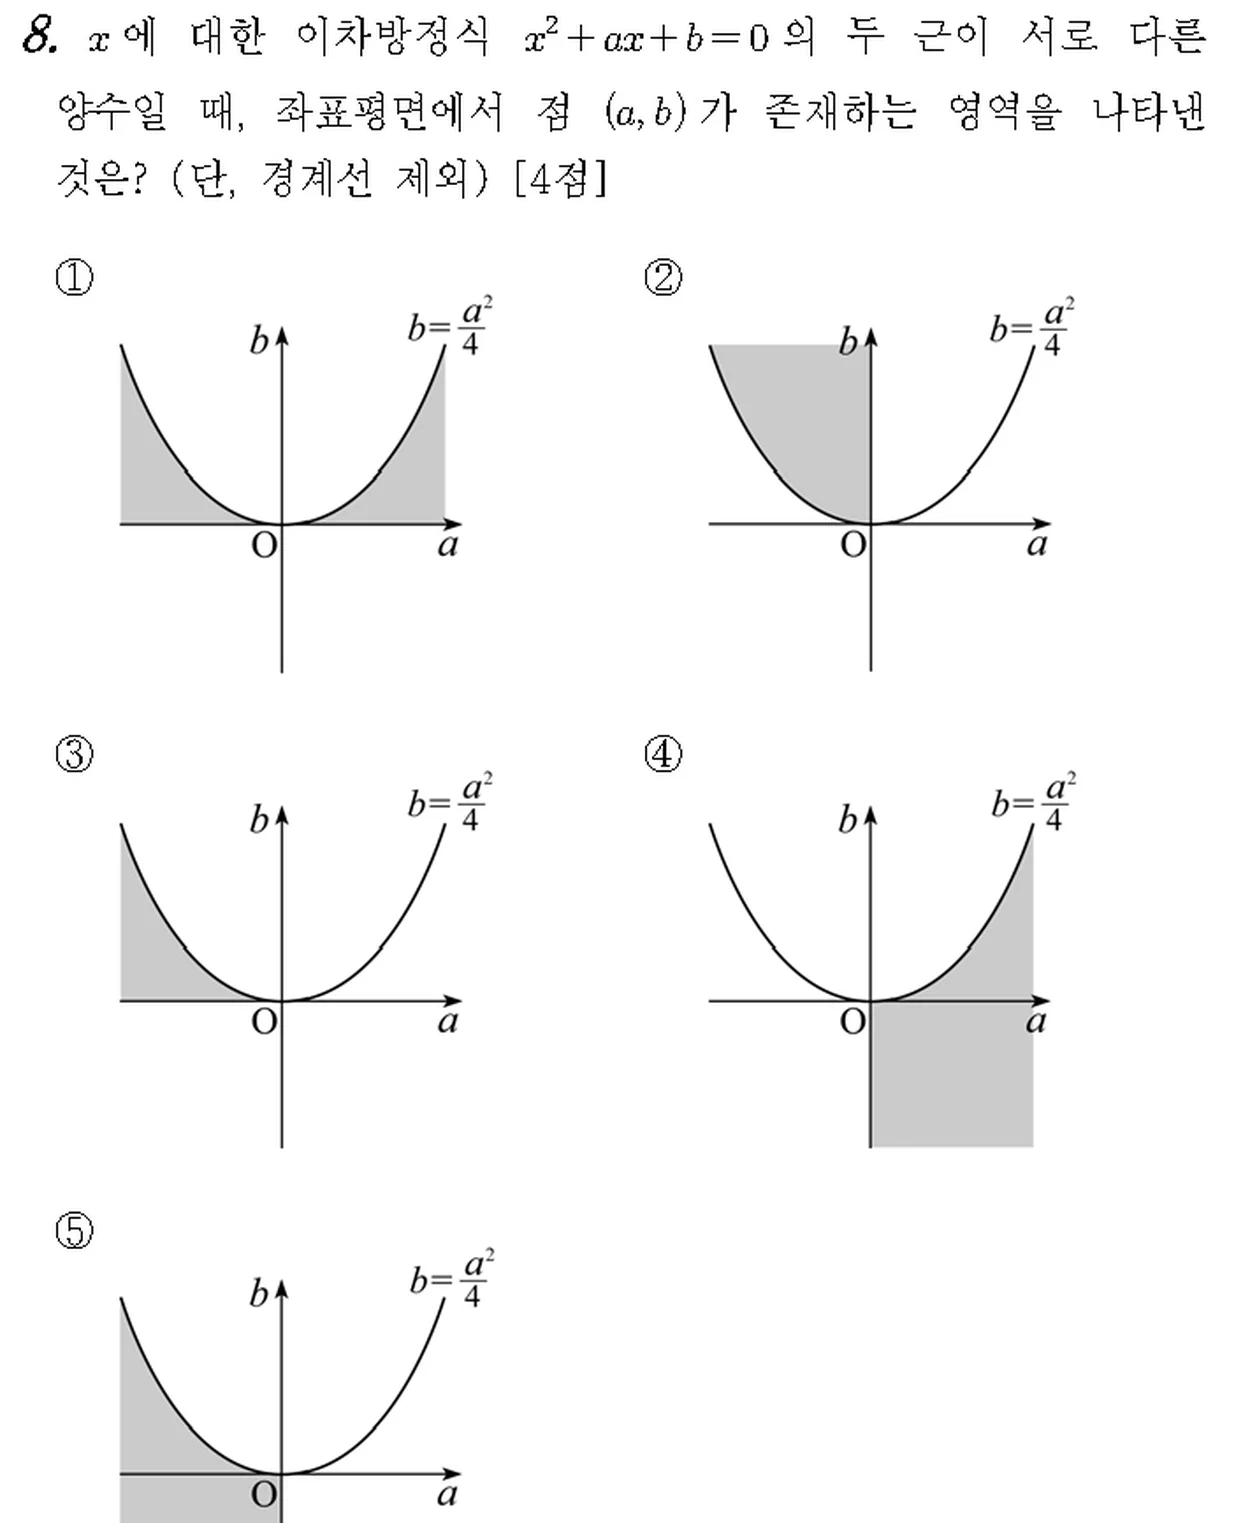 8. x에 대한 이차방정식 x²+ax+b=0의 두 근이 서로 다른
양수일 때, 좌표평면에서 점 (a, b)가 존재하는 영역을 나타낸
것은? (단, 경계선 제외) [4점]
① ②
b b=a²/4 b b=a²/4
O a O a
③ ④
b b=a²/4 b b=a²/4
O a O a
⑤
b b=a²/4
O a